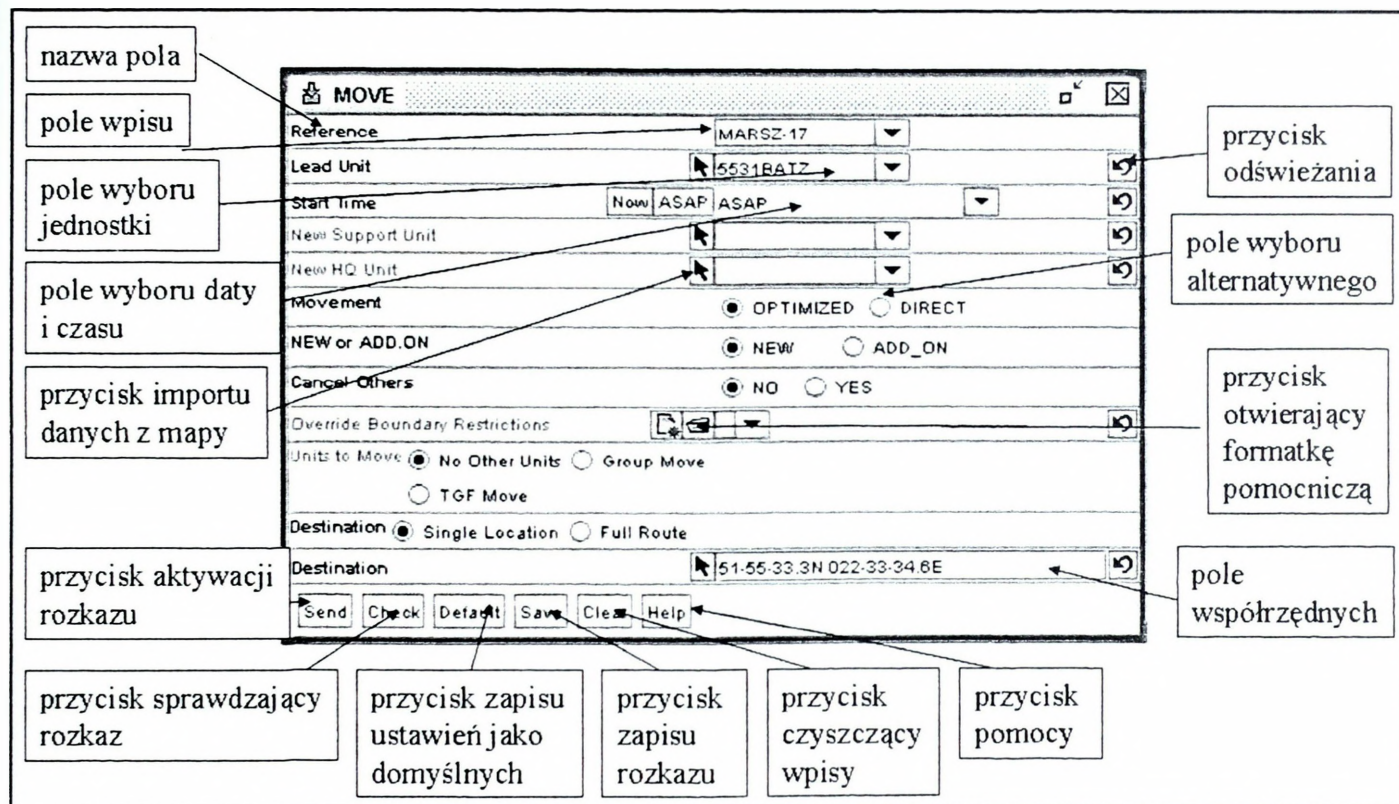 nazwa pola
pole wpisu
pole wyboru
jednostki
pole wyboru daty
i czasu
przycisk importu
danych z mapy
przycisk aktywacji
rozkazu
MOVE
Reference
MARSZ-17
Lead Unit
5531BATZ
Start Time
Now ASAP ASAP
New Support Unit
New HQ Unit
Movement
OPTIMIZED DIRECT
NEW or ADD.ON
NEW ADD_ON
Cancel Others
NO YES
Override Boundary Restrictions
Units to Move No Other Units Group Move
TGF Move
Destination Single Location Full Route
Destination
51-55-33.3N 022-33-34.6E
Send Check Default Save Clear Help
przycisk
odświeżania
pole wyboru
alternatywnego
przycisk
otwierający
formatkę
pomocniczą
pole
współrzędnych
przycisk sprawdzający
rozkaz
przycisk zapisu
ustawień jako
domyślnych
przycisk
zapisu
rozkazu
przycisk
czyszczący
wpisy
przycisk
pomocy